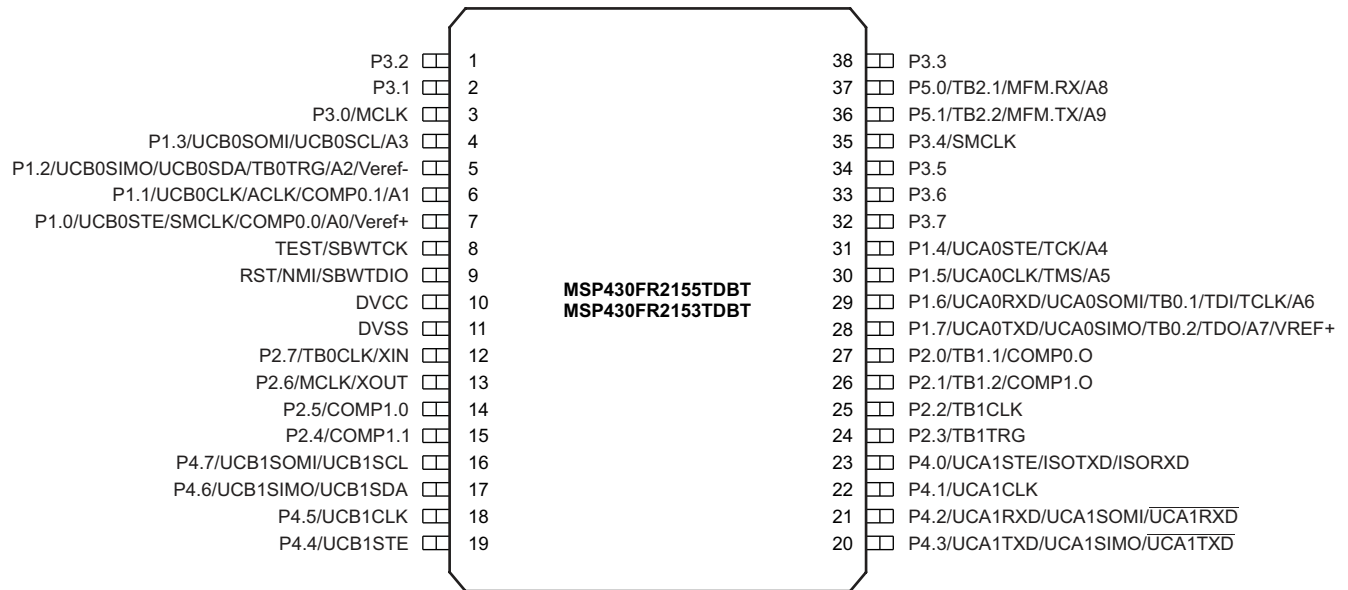 P3.2 1 38 P3.3
P3.1 2 37 P5.0/TB2.1/MFM.RX/A8
P3.0/MCLK 3 36 P5.1/TB2.2/MFM.TX/A9
P1.3/UCB0SOMI/UCB0SCL/A3 4 35 P3.4/SMCLK
P1.2/UCB0SIMO/UCB0SDA/TB0TRG/A2/Veref- 5 34 P3.5
P1.1/UCB0CLK/ACLK/COMP0.1/A1 6 33 P3.6
P1.0/UCB0STE/SMCLK/COMP0.0/A0/Veref+ 7 32 P3.7
TEST/SBWTCK 8 31 P1.4/UCA0STE/TCK/A4
RST/NMI/SBWTDIO 9 30 P1.5/UCA0CLK/TMS/A5
MSP430FR2155TDBT
DVCC 10 29 P1.6/UCA0RXD/UCA0SOMI/TB0.1/TDI/TCLK/A6
MSP430FR2153TDBT
DVSS 11 28 P1.7/UCA0TXD/UCA0SIMO/TB0.2/TDO/A7/VREF+
P2.7/TB0CLK/XIN 12 27 P2.0/TB1.1/COMP0.O
P2.6/MCLK/XOUT 13 26 P2.1/TB1.2/COMP1.O
P2.5/COMP1.0 14 25 P2.2/TB1CLK
P2.4/COMP1.1 15 24 P2.3/TB1TRG
P4.7/UCB1SOMI/UCB1SCL 16 23 P4.0/UCA1STE/ISOTXD/ISORXD
P4.6/UCB1SIMO/UCB1SDA 17 22 P4.1/UCA1CLK
P4.5/UCB1CLK 18 21 P4.2/UCA1RXD/UCA1SOMI/UCA1RXD
P4.4/UCB1STE 19 20 P4.3/UCA1TXD/UCA1SIMO/UCA1TXD